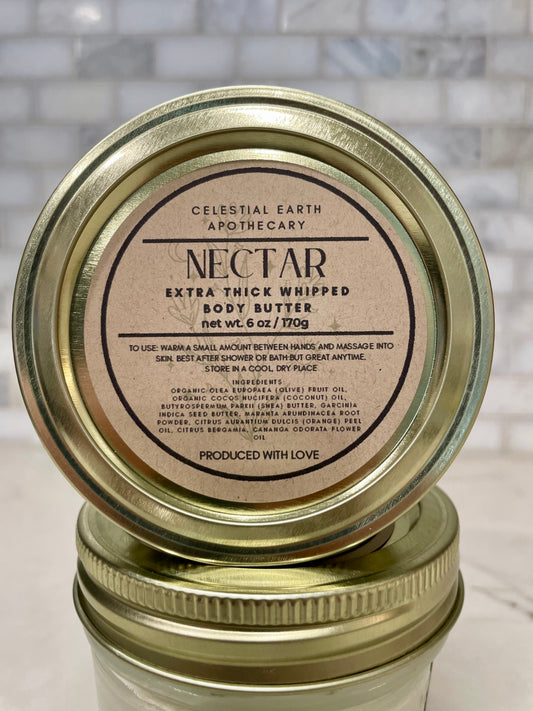 CELESTIAL EARTH
APOTHECARY
NECTAR
EXTRA THICK WHIPPED
BODY BUTTER
net wt. 6 oz / 170g
TO USE: WARM A SMALL AMOUNT BETWEEN HANDS AND MASSAGE INTO
SKIN. BEST AFTER SHOWER OR BATH BUT GREAT ANYTIME.
STORE IN A COOL, DRY PLACE
INGREDIENTS:
ORGANIC OLEA EUROPAEA (OLIVE) FRUIT OIL,
ORGANIC COCOS NUCIFERA (COCONUT) OIL,
BUTYROSPERMUM PARKII (SHEA) BUTTER, GARCINIA
INDICA SEED BUTTER, MARANTA ARUNDINACEA ROOT
POWDER, CITRUS AURANTIUM DULCIS (ORANGE) PEEL
OIL, CITRUS BERGAMIA, CANANGA ODORATA FLOWER
OIL
PRODUCED WITH LOVE